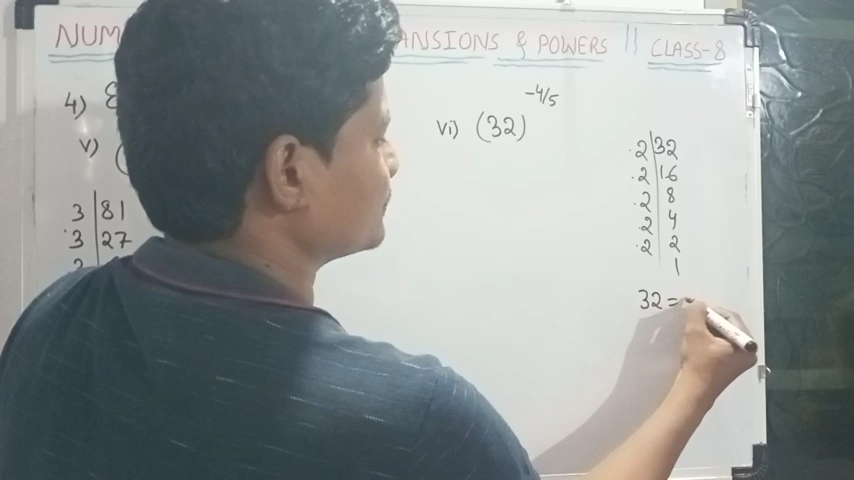 NUM ANSIONS & POWERS || CLASS-8
4) E
v) (
vi) (32)^-4/5
3 | 81
3 | 27
2 | 32
2 | 16
2 | 8
2 | 4
2 | 2
1
32 =